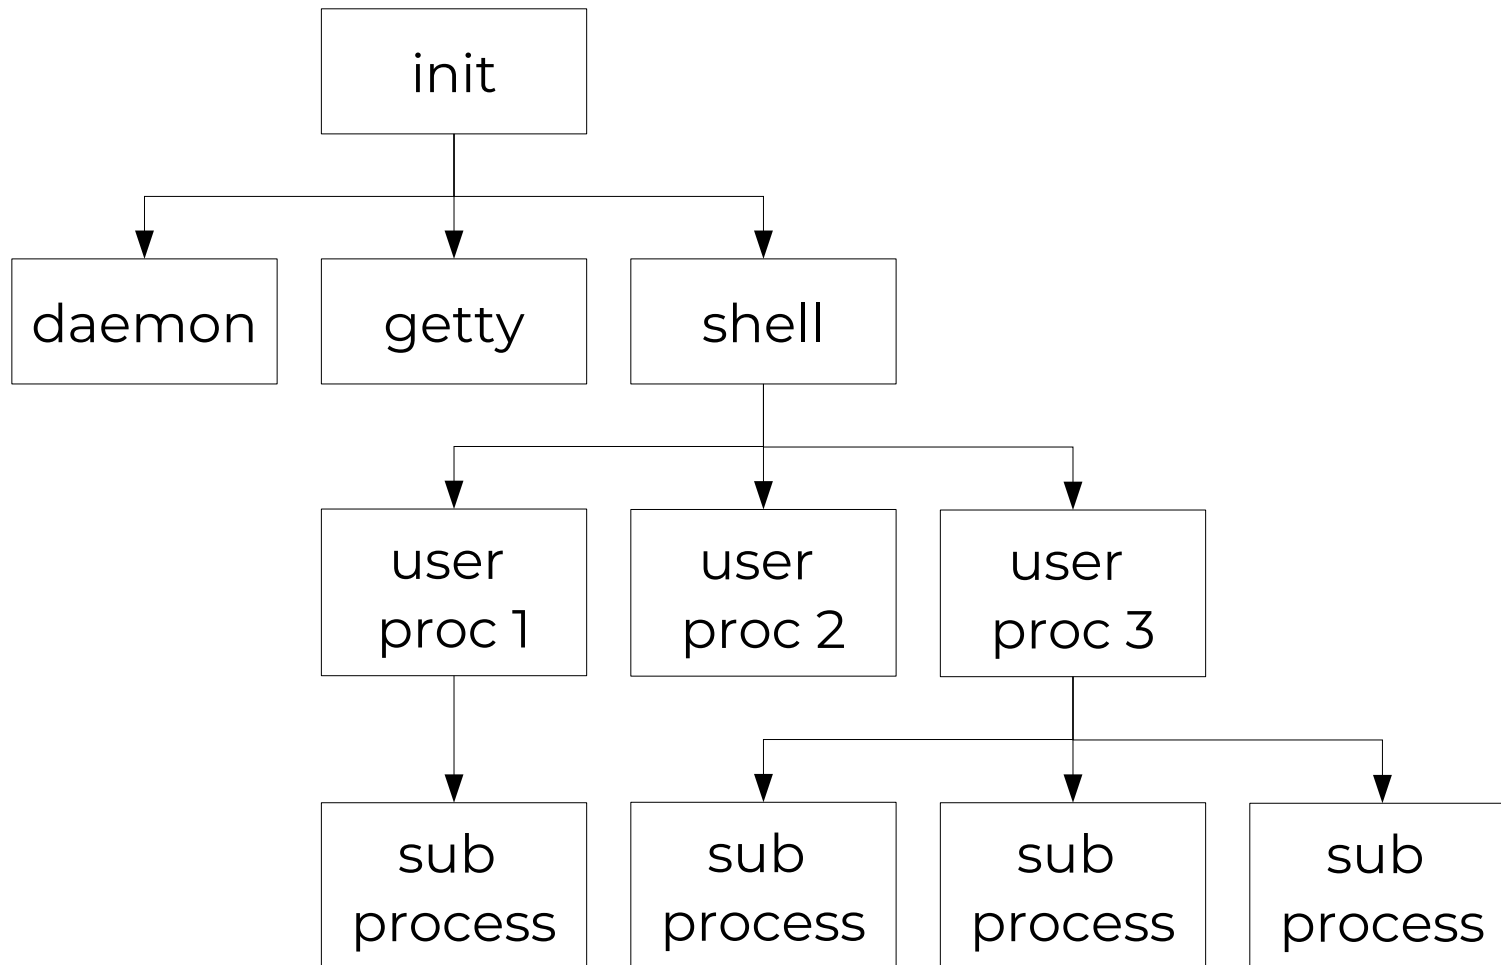 init
daemon
getty
shell
user
proc 1
user
proc 2
user
proc 3
sub
process
sub
process
sub
process
sub
process